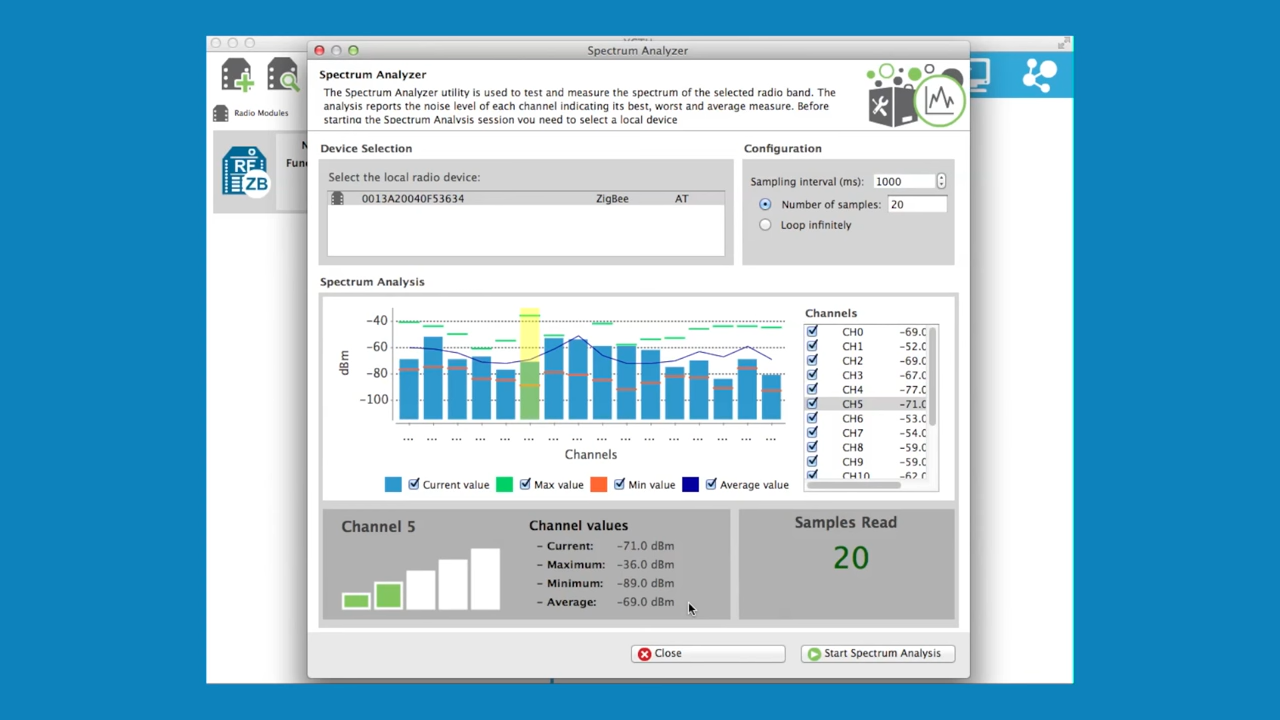 Spectrum Analyzer
Spectrum Analyzer
The Spectrum Analyzer utility is used to test and measure the spectrum of the selected radio band. The
analysis reports the noise level of each channel indicating its best, worst and average measure. Before
starting the Spectrum Analysis session you need to select a local device
Radio Modules
RF
ZB
N
Func
Device Selection
Select the local radio device:
0013A20040F53634 ZigBee AT
Configuration
Sampling interval (ms): 1000
Number of samples: 20
Loop infinitely
Spectrum Analysis
dBm
-40
-60
-80
-100
... ... ... ... ... ... ... ... ... ... ... ... ... ... ... ...
Channels
Current value Max value Min value Average value
Channels
CH0 -69.0
CH1 -52.0
CH2 -69.0
CH3 -67.0
CH4 -77.0
CH5 -71.0
CH6 -53.0
CH7 -54.0
CH8 -59.0
CH9 -59.0
CH10 -62.0
Channel 5
Channel values
- Current: -71.0 dBm
- Maximum: -36.0 dBm
- Minimum: -89.0 dBm
- Average: -69.0 dBm
Samples Read
20
Close
Start Spectrum Analysis